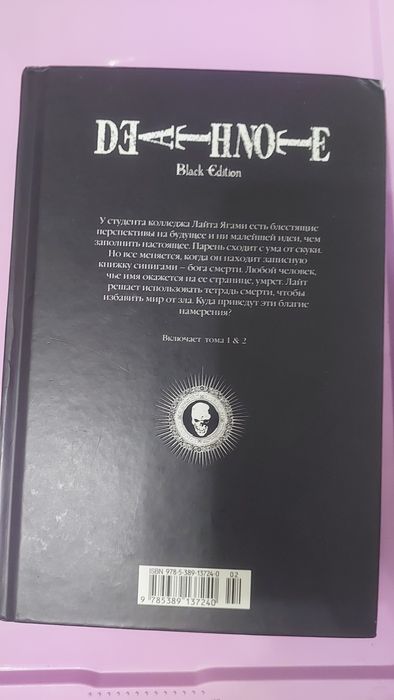 DEATHNOTE
Black Edition
У студента колледжа Лайта Ягами есть блестящие
перспективы на будущее и ни малейшей идеи, чем
заполнить настоящее. Парень сходит с ума от скуки.
Но все меняется, когда он находит записную
книжку синигами – бога смерти. Любой человек,
чье имя окажется на ее странице, умрет. Лайт
решает использовать тетрадь смерти, чтобы
избавить мир от зла. Куда приведут эти благие
намерения?
Включает тома 1 & 2
ISBN 978-5-389-13724-0 02
9 785389 137240